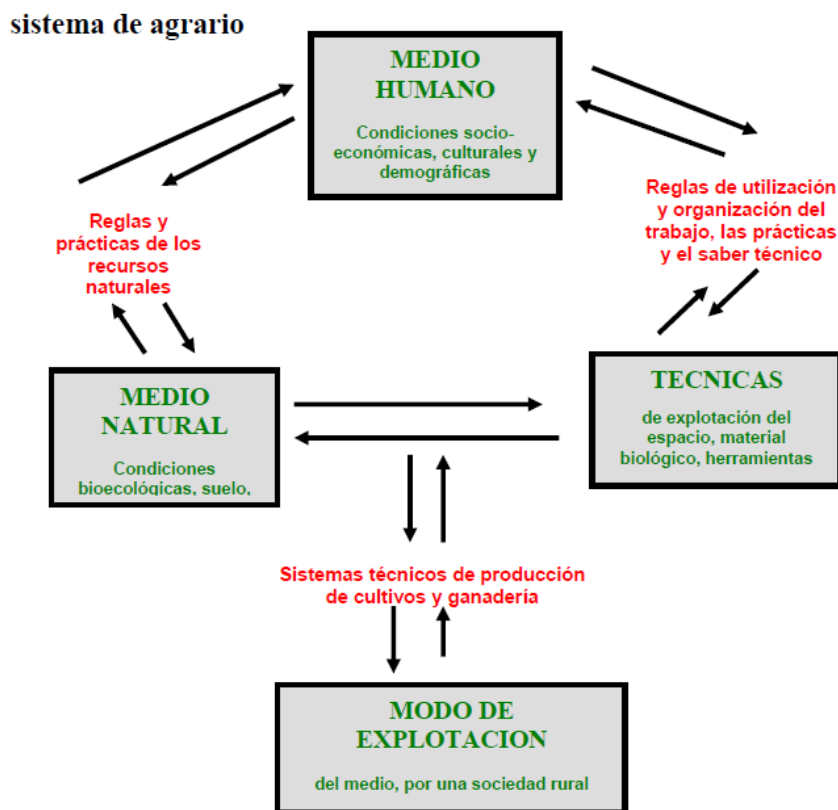 sistema de agrario
MEDIO
HUMANO
Condiciones socio-
económicas, culturales y
demográficas
Reglas y
prácticas de los
recursos
naturales
Reglas de utilización
y organización del
trabajo, las prácticas
y el saber técnico
MEDIO
NATURAL
Condiciones
bioecológicas, suelo,
TECNICAS
de explotación del
espacio, material
biológico, herramientas
Sistemas técnicos de producción
de cultivos y ganadería
MODO DE
EXPLOTACION
del medio, por una sociedad rural